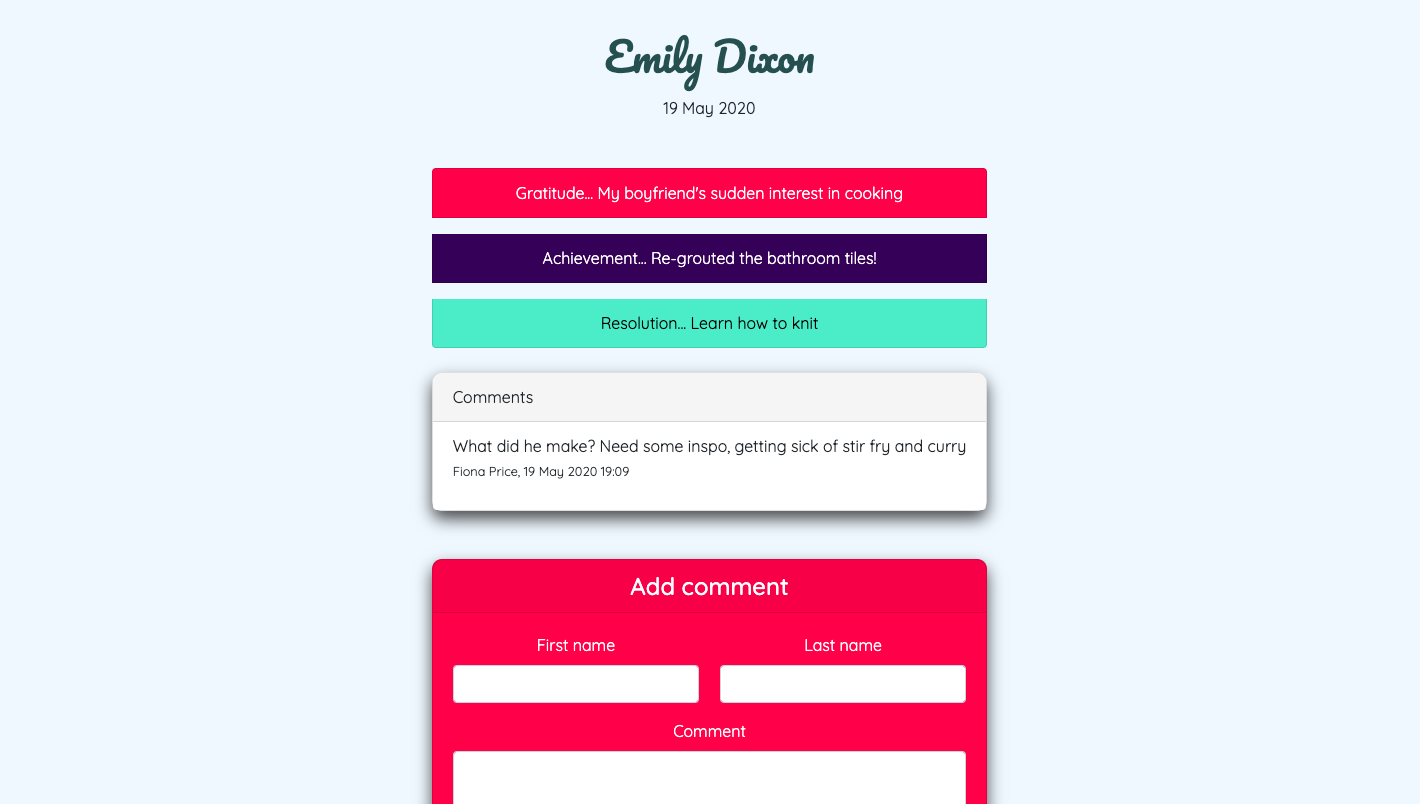 Emily Dixon
19 May 2020
Gratitude... My boyfriend's sudden interest in cooking
Achievement... Re-grouted the bathroom tiles!
Resolution... Learn how to knit
Comments
What did he make? Need some inspo, getting sick of stir fry and curry
Fiona Price, 19 May 2020 19:09
Add comment
First name
Last name
Comment